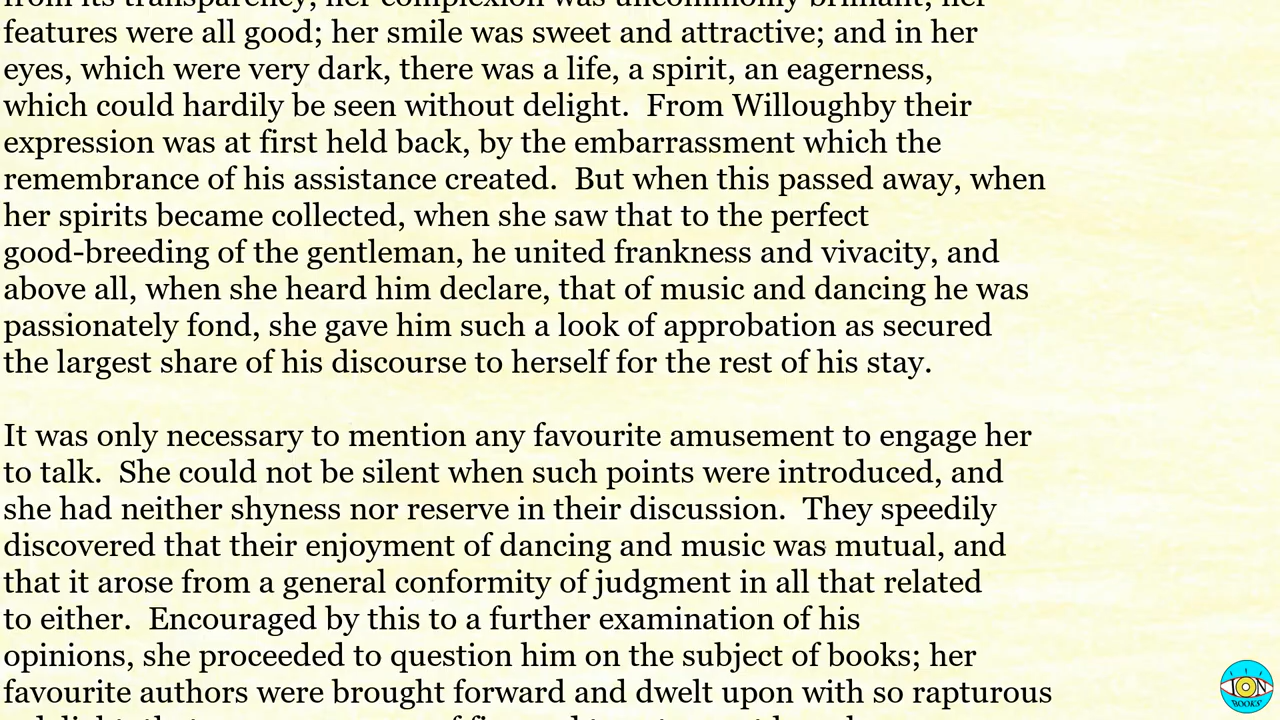 from its transparency, her complexion was uncommonly brilliant; her
features were all good; her smile was sweet and attractive; and in her
eyes, which were very dark, there was a life, a spirit, an eagerness,
which could hardily be seen without delight.  From Willoughby their
expression was at first held back, by the embarrassment which the
remembrance of his assistance created.  But when this passed away, when
her spirits became collected, when she saw that to the perfect
good-breeding of the gentleman, he united frankness and vivacity, and
above all, when she heard him declare, that of music and dancing he was
passionately fond, she gave him such a look of approbation as secured
the largest share of his discourse to herself for the rest of his stay.

It was only necessary to mention any favourite amusement to engage her
to talk.  She could not be silent when such points were introduced, and
she had neither shyness nor reserve in their discussion.  They speedily
discovered that their enjoyment of dancing and music was mutual, and
that it arose from a general conformity of judgment in all that related
to either.  Encouraged by this to a further examination of his
opinions, she proceeded to question him on the subject of books; her
favourite authors were brought forward and dwelt upon with so rapturous
ION
BOOKS